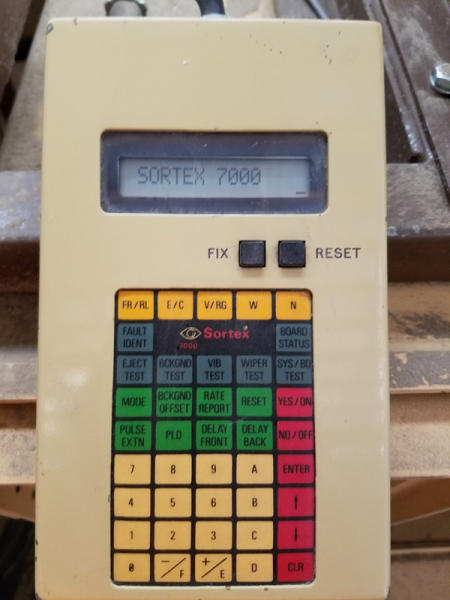 SORTEX 7000
FIX RESET
FR/RL E/C V/RG W N
FAULT IDENT Sortex 7000 BOARD STATUS
EJECT TEST BCKGND TEST VIB TEST WIPER TEST SYS/BD TEST
MODE BCKGND OFFSET RATE REPORT RESET YES/ON
PULSE EXTN PLD DELAY FRONT DELAY BACK NO/OFF
7 8 9 A ENTER
4 5 6 B ↑
1 2 3 C ↓
0 −/F +/E D CLR